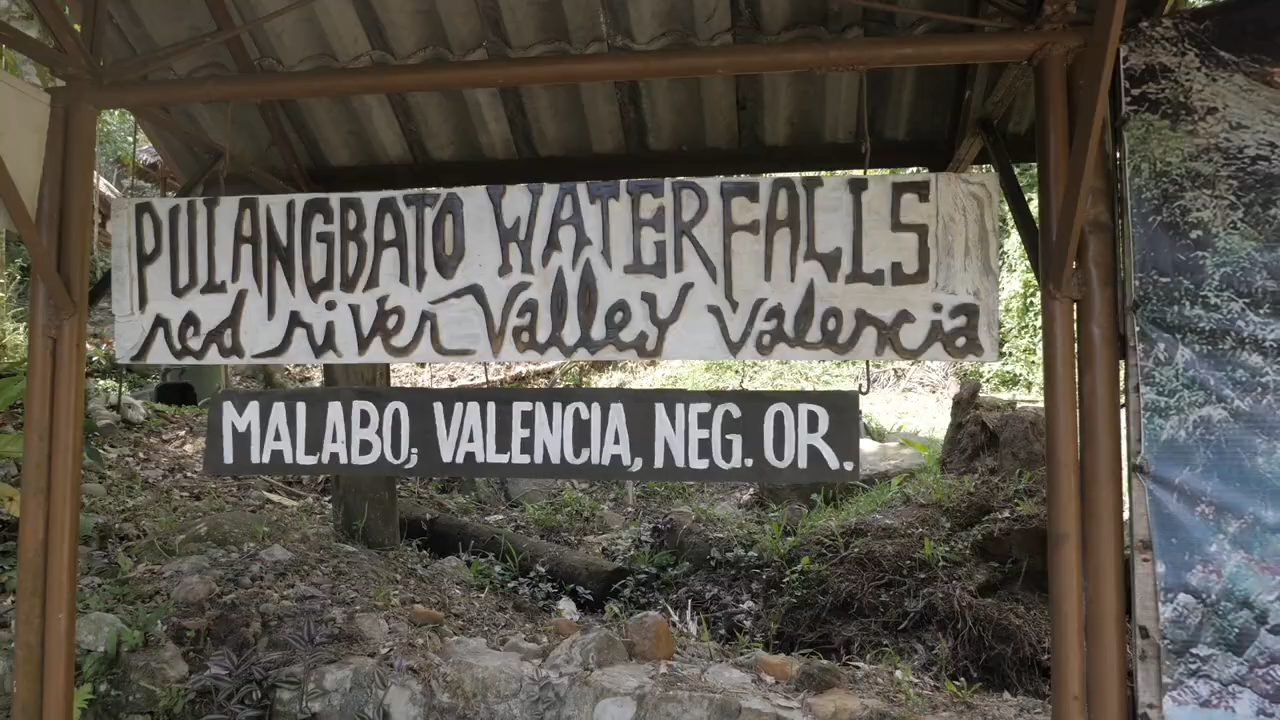 PULANGBATO WATERFALLS
red river Valley valencia
MALABO, VALENCIA, NEG. OR.